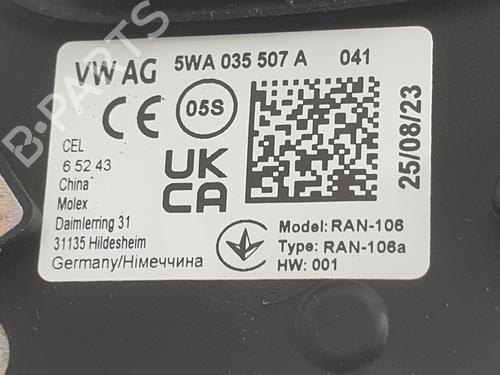 VW AG 5WA 035 507 A 041
CE 05S
25/08/23
CEL
6 52 43
China
Molex
Daimlerring 31
31135 Hildesheim
Germany/Німеччина
UK
CA
Model: RAN-106
Type: RAN-106a
HW: 001
B-PARTS